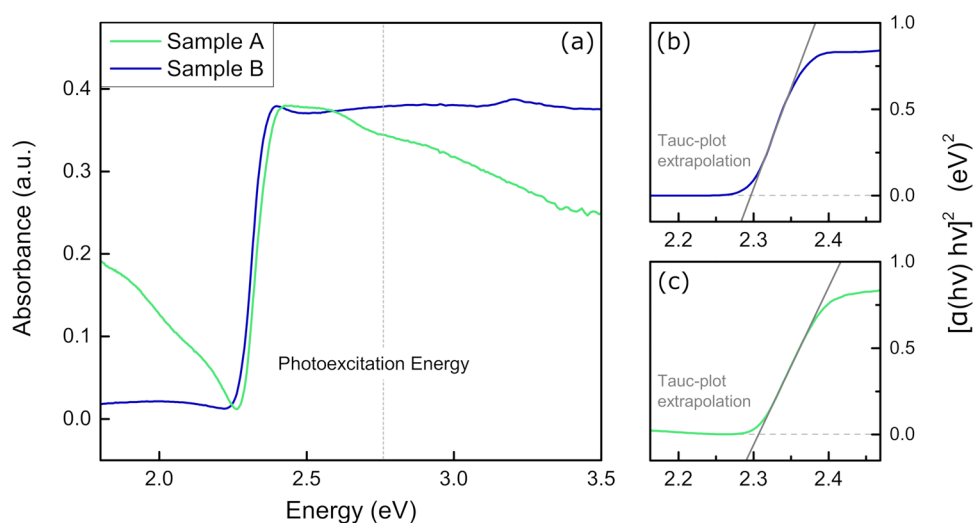 Sample A
Sample B
(a)
Absorbance (a.u.)
0.4
0.3
0.2
0.1
0.0
Photoexcitation Energy
2.0
2.5
3.0
3.5
Energy (eV)
(b)
Tauc-plot
extrapolation
1.0
0.5
0.0
2.2
2.3
2.4
(c)
Tauc-plot
extrapolation
1.0
0.5
0.0
2.2
2.3
2.4
[α(hν) hν]² (eV)²